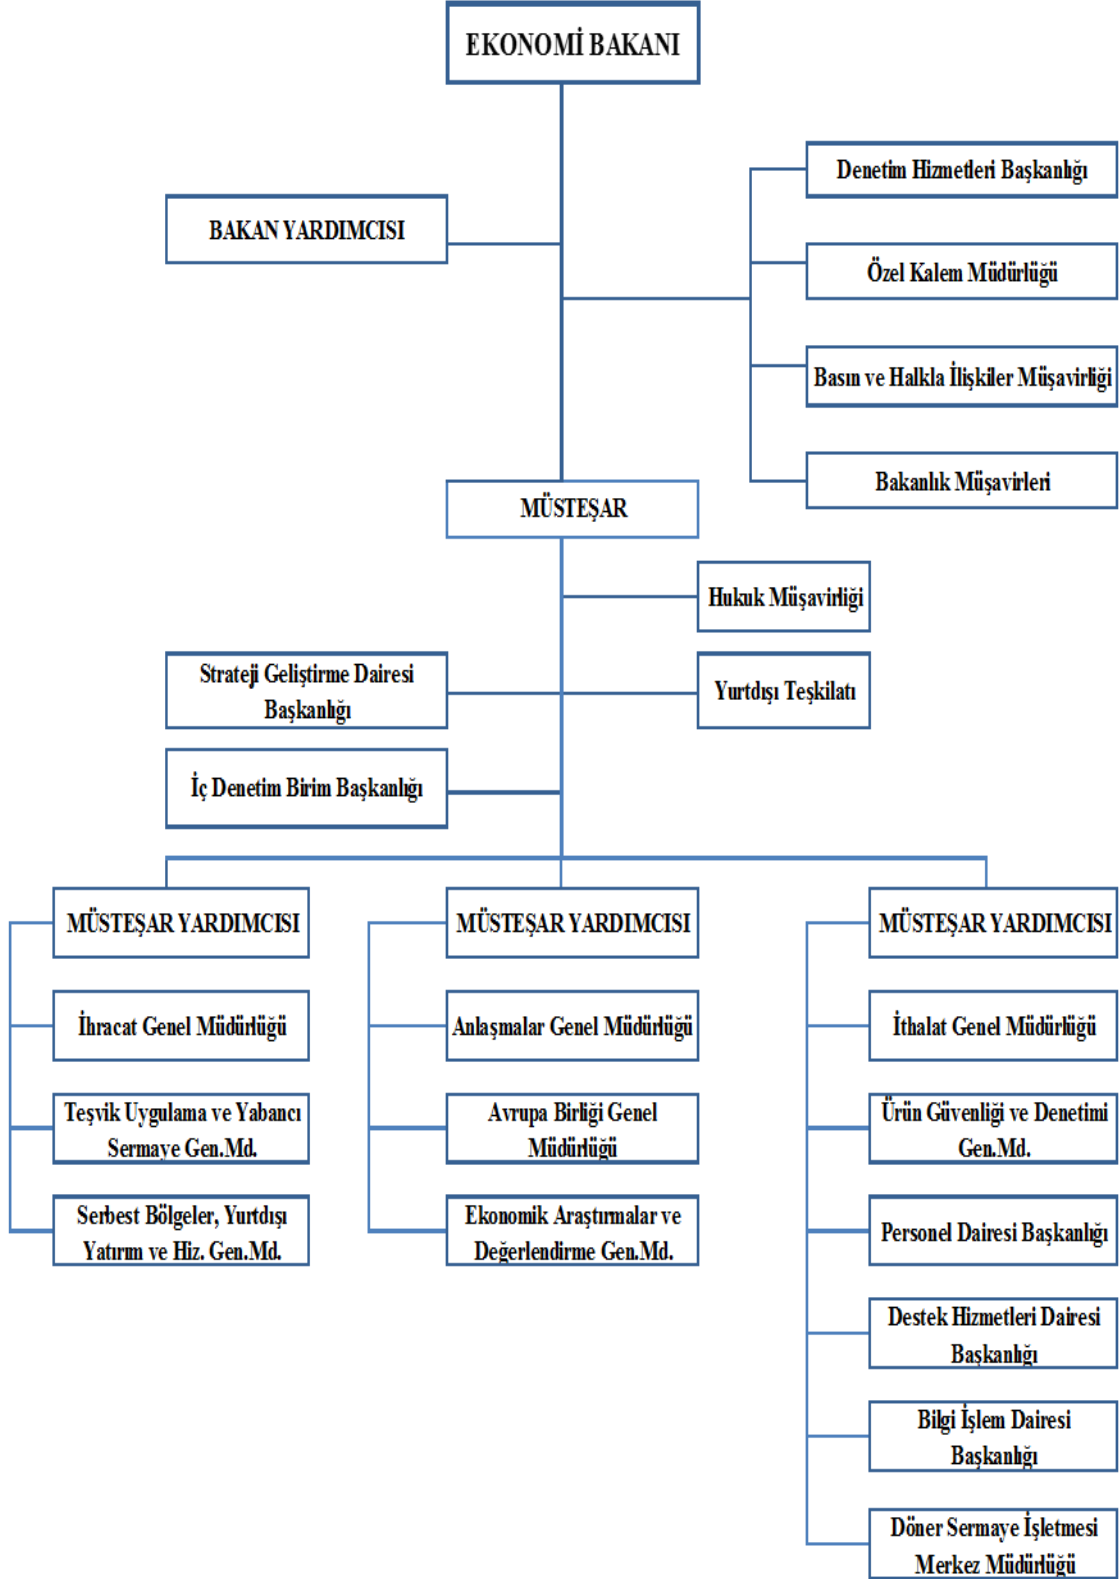 EKONOMİ BAKANI
Denetim Hizmetleri Başkanlığı
BAKAN YARDIMCISI
Özel Kalem Müdürlüğü
Basın ve Halkla İlişkiler Müşavirliği
Bakanlık Müşavirleri
MÜSTEŞAR
Hukuk Müşavirliği
Strateji Geliştirme Dairesi
Başkanlığı
Yurtdışı Teşkilatı
İç Denetim Birim Başkanlığı
MÜSTEŞAR YARDIMCISI
İhracat Genel Müdürlüğü
Teşvik Uygulama ve Yabancı
Sermaye Gen.Md.
Serbest Bölgeler, Yurtdışı
Yatırım ve Hiz. Gen.Md.
MÜSTEŞAR YARDIMCISI
Anlaşmalar Genel Müdürlüğü
Avrupa Birliği Genel
Müdürlüğü
Ekonomik Araştırmalar ve
Değerlendirme Gen.Md.
MÜSTEŞAR YARDIMCISI
İthalat Genel Müdürlüğü
Ürün Güvenliği ve Denetimi
Gen.Md.
Personel Dairesi Başkanlığı
Destek Hizmetleri Dairesi
Başkanlığı
Bilgi İşlem Dairesi
Başkanlığı
Döner Sermaye İşletmesi
Merkez Müdürlüğü